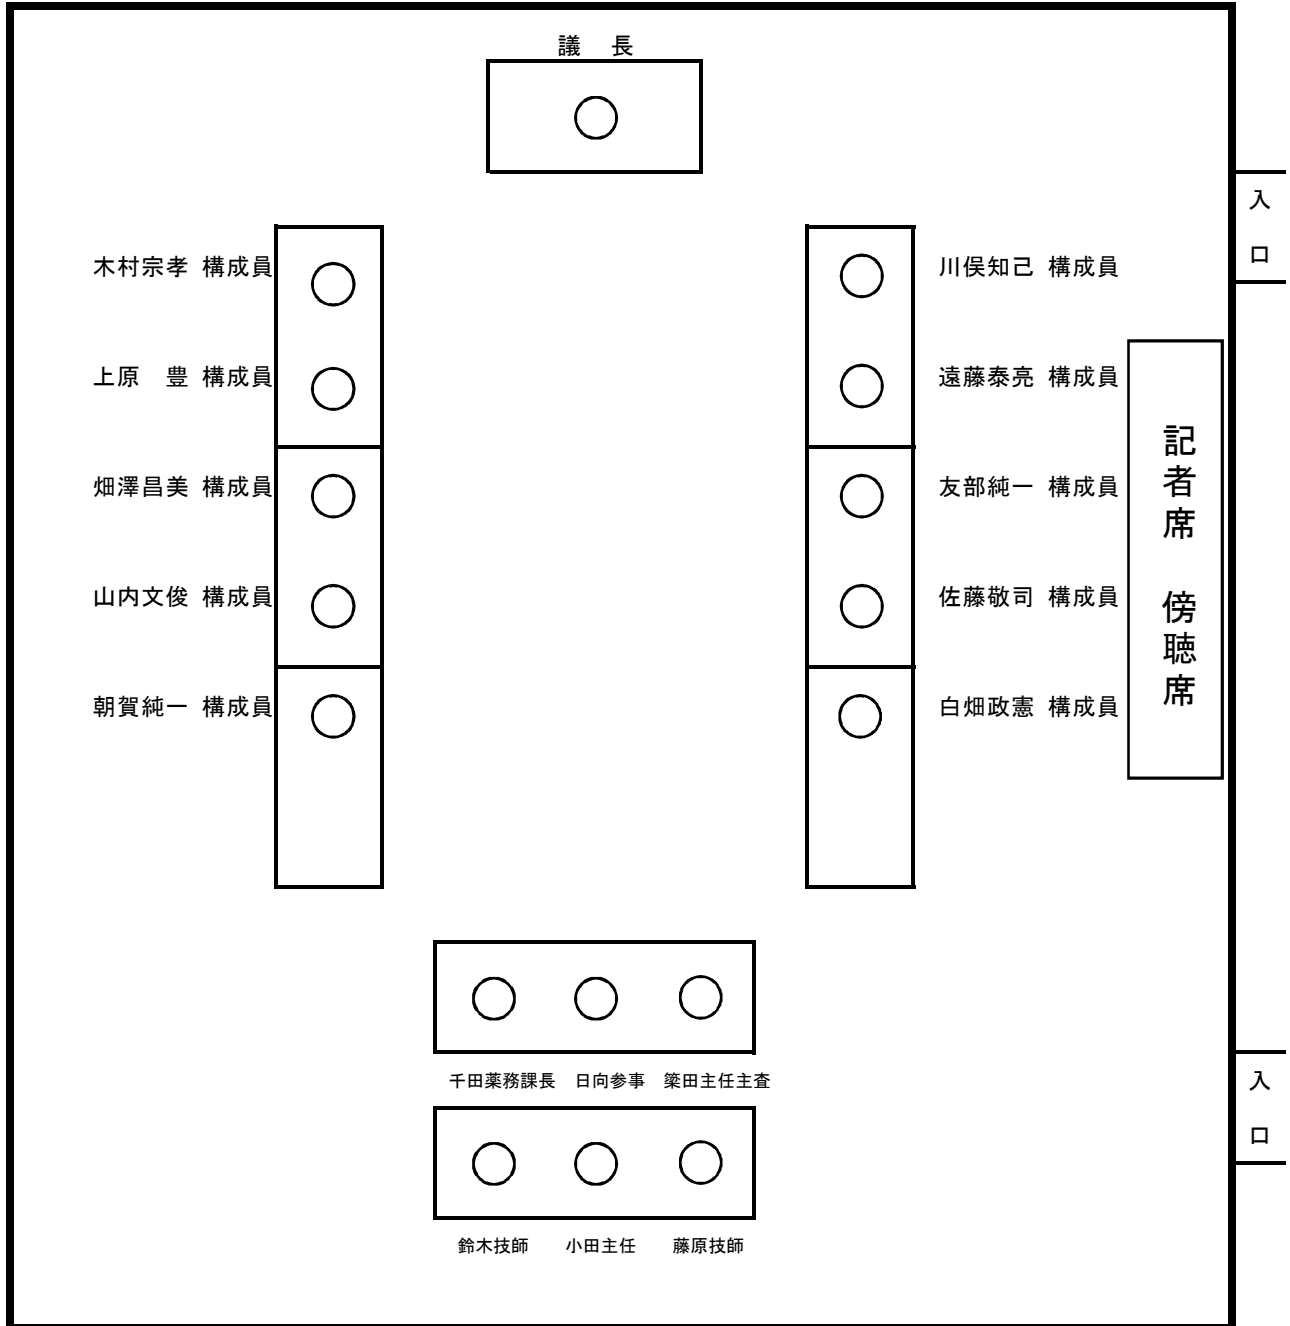 議　長
入
口
木村宗孝 構成員
川俣知己 構成員
上原　豊 構成員
遠藤泰亮 構成員
畑澤昌美 構成員
友部純一 構成員
山内文俊 構成員
佐藤敬司 構成員
朝賀純一 構成員
白畑政憲 構成員
記者席　傍聴席
千田薬務課長 日向参事 簗田主任主査
入
口
鈴木技師 小田主任 藤原技師